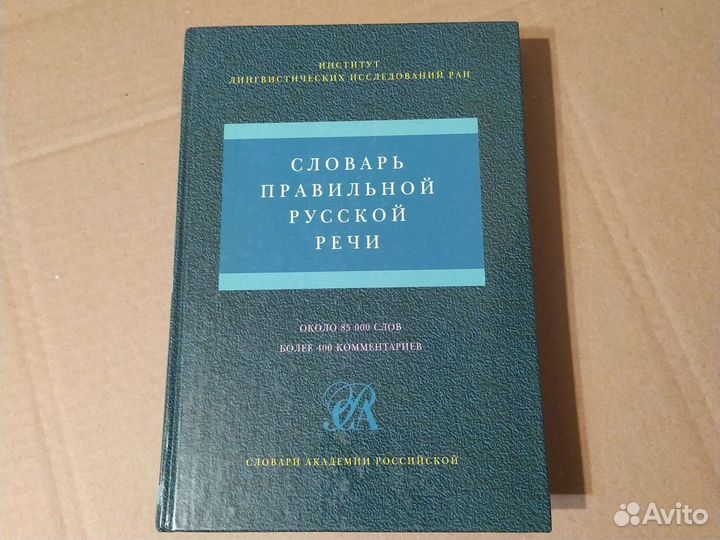 ИНСТИТУТ
ЛИНГВИСТИЧЕСКИХ ИССЛЕДОВАНИЙ РАН
СЛОВАРЬ
ПРАВИЛЬНОЙ
РУССКОЙ
РЕЧИ
ОКОЛО 85 000 СЛОВ
БОЛЕЕ 400 КОММЕНТАРИЕВ
СЛОВАРИ АКАДЕМИИ РОССИЙСКОЙ
Avito